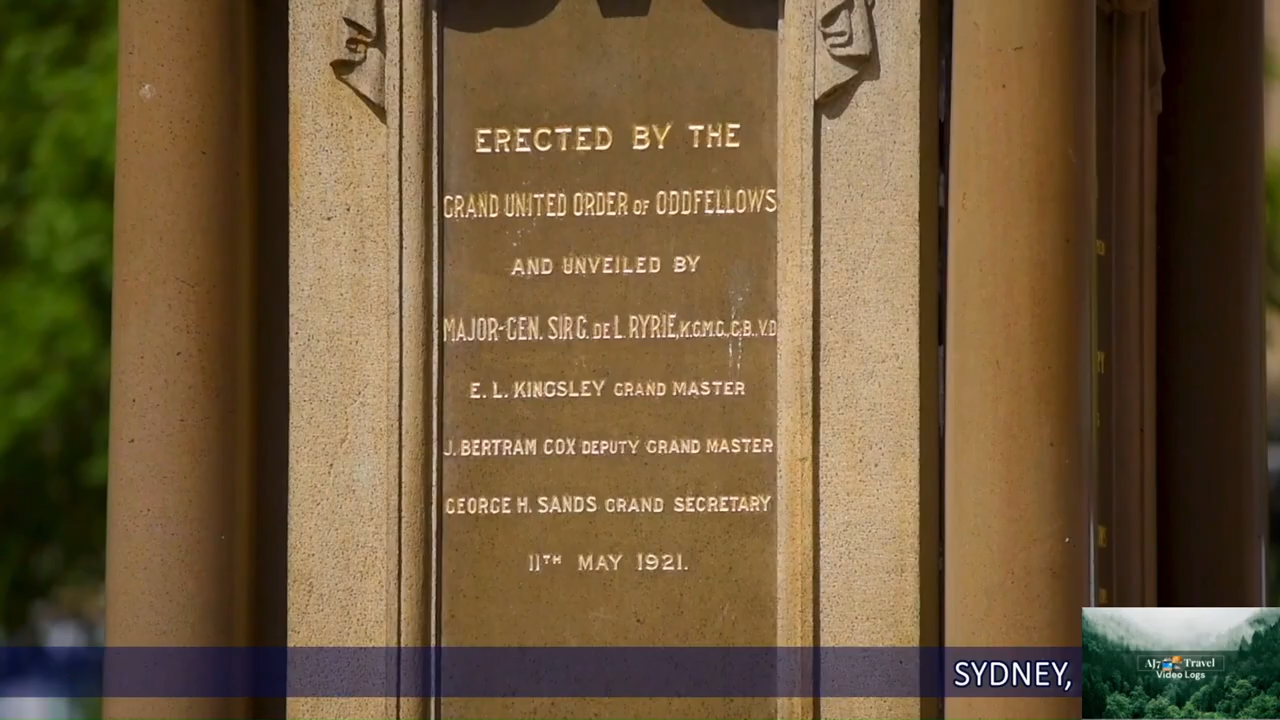 ERECTED BY THE
GRAND UNITED ORDER OF ODDFELLOWS
AND UNVEILED BY
MAJOR-GEN. SIR G. DE L. RYRIE, K.C.M.G., C.B., V.D
E. L. KINGSLEY GRAND MASTER
J. BERTRAM COX DEPUTY GRAND MASTER
GEORGE H. SANDS GRAND SECRETARY
11TH MAY 1921.
SYDNEY,
AJ7 Travel
Video Logs